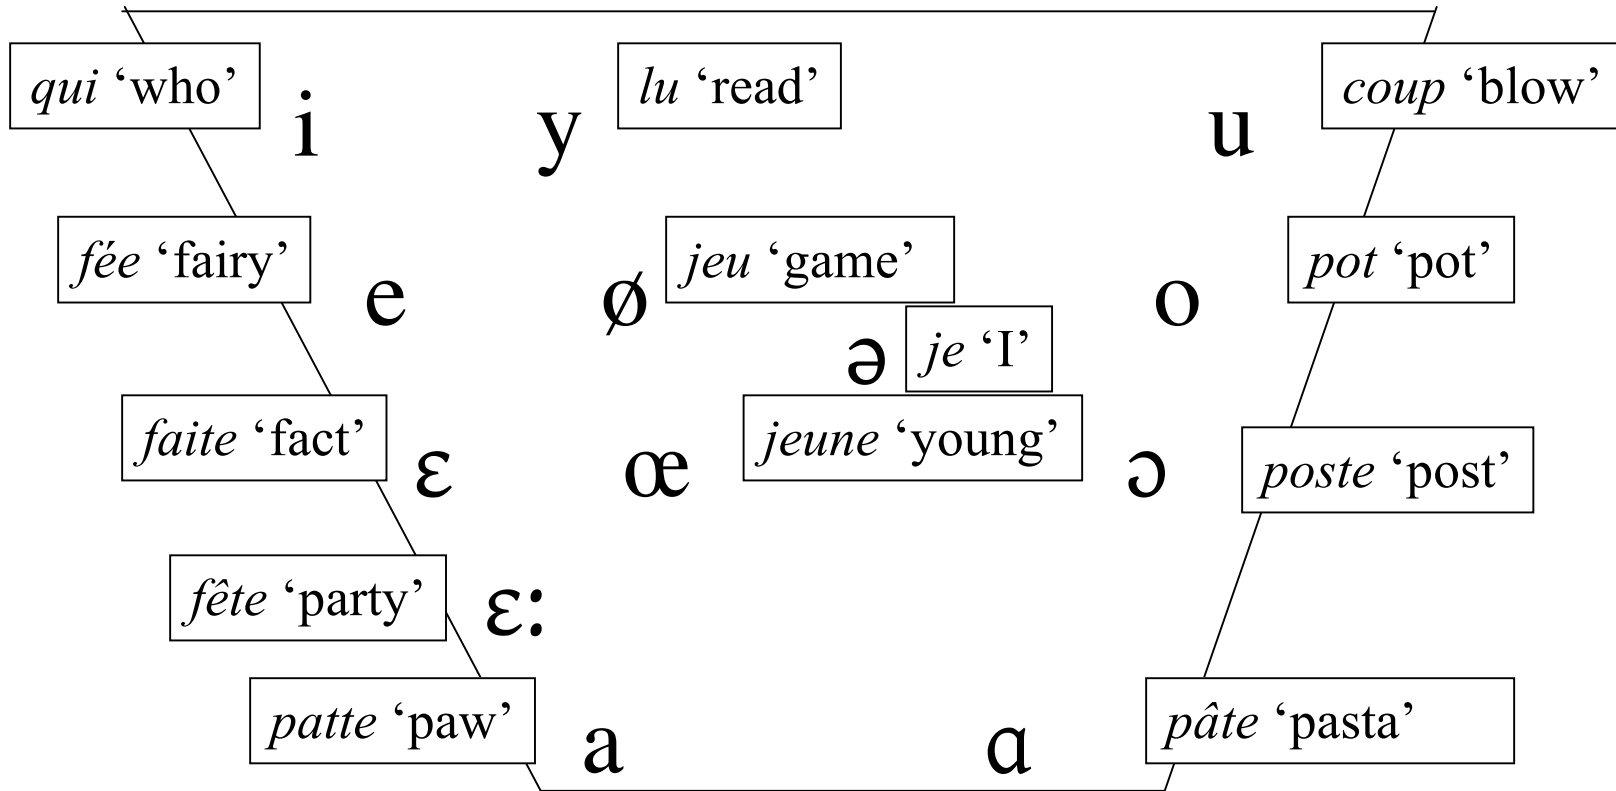 qui ‘who’ i y lu ‘read’ u coup ‘blow’
fée ‘fairy’ e ø jeu ‘game’ o pot ‘pot’
ə je ‘I’
faite ‘fact’ ɛ œ jeune ‘young’ ɔ poste ‘post’
fête ‘party’ ɛ:
patte ‘paw’ a ɑ pâte ‘pasta’